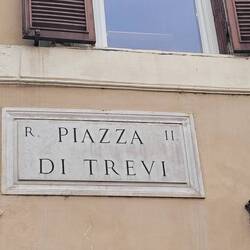 R. PIAZZA II.
DI TREVI